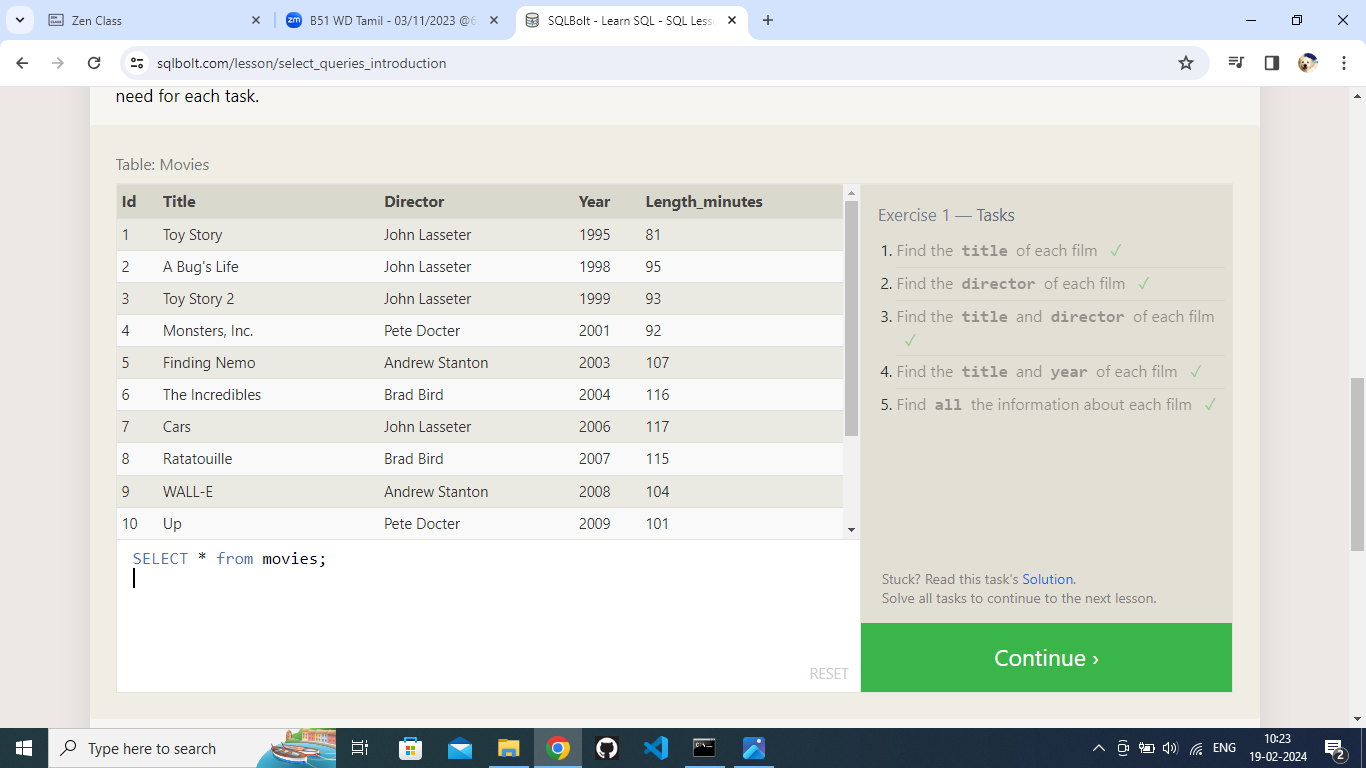 Zen Class
B51 WD Tamil - 03/11/2023 @6
SQLBolt - Learn SQL - SQL Less
sqlbolt.com/lesson/select_queries_introduction
need for each task.
Table: Movies
Id Title Director Year Length_minutes
1 Toy Story John Lasseter 1995 81
2 A Bug's Life John Lasseter 1998 95
3 Toy Story 2 John Lasseter 1999 93
4 Monsters, Inc. Pete Docter 2001 92
5 Finding Nemo Andrew Stanton 2003 107
6 The Incredibles Brad Bird 2004 116
7 Cars John Lasseter 2006 117
8 Ratatouille Brad Bird 2007 115
9 WALL-E Andrew Stanton 2008 104
10 Up Pete Docter 2009 101
SELECT * from movies;
RESET
Exercise 1 — Tasks
1. Find the title of each film ✓
2. Find the director of each film ✓
3. Find the title and director of each film
✓
4. Find the title and year of each film ✓
5. Find all the information about each film ✓
Stuck? Read this task's Solution.
Solve all tasks to continue to the next lesson.
Continue ›
Type here to search
ENG
10:23
19-02-2024
2